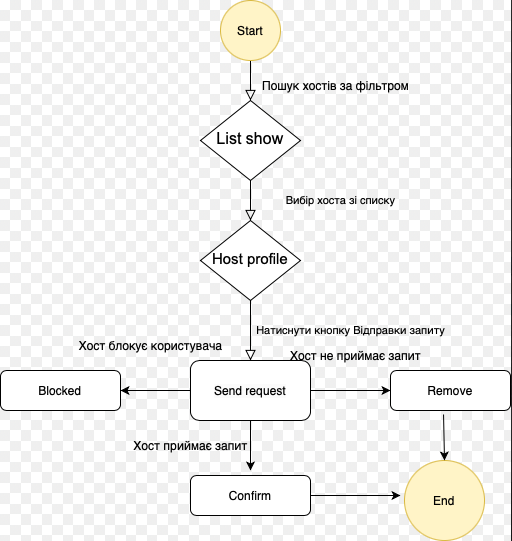 Start
Пошук хостів за фільтром
List show
Вибір хоста зі списку
Host profile
Натиснути кнопку Відправки запиту
Хост блокує користувача
Хост не приймає запит
Blocked
Send request
Remove
Хост приймає запит
Confirm
End